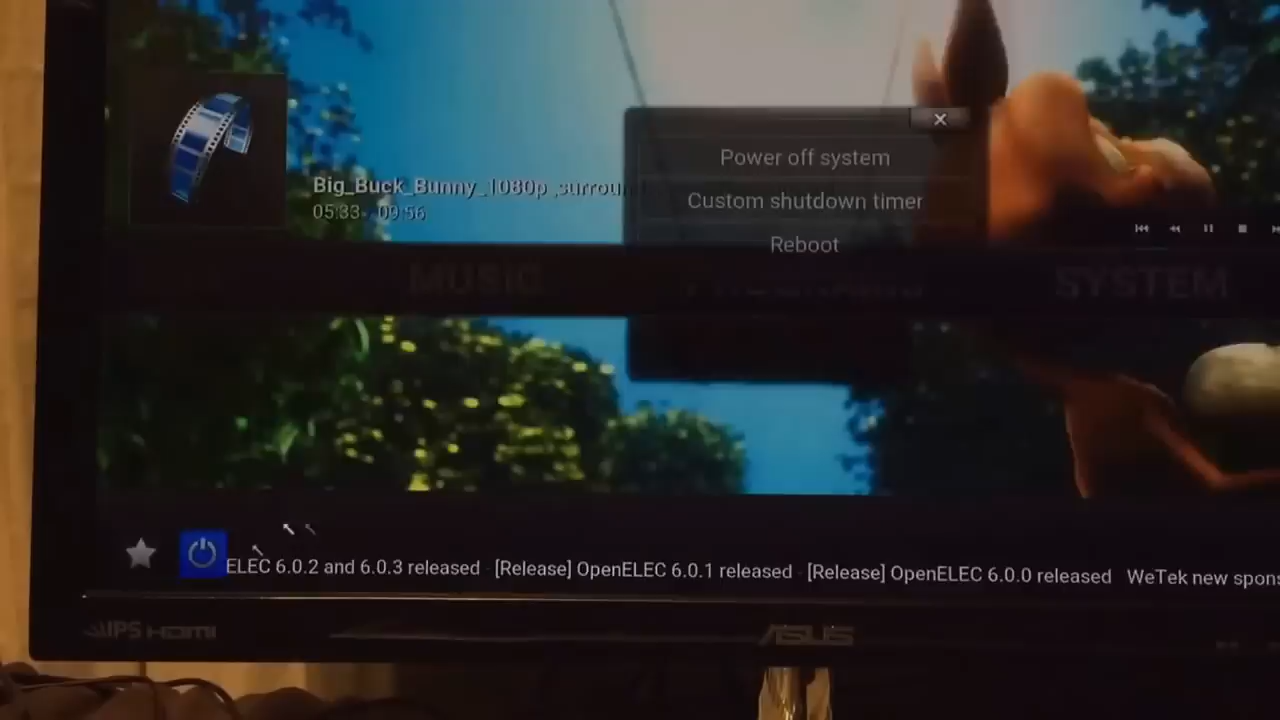 Power off system
Big_Buck_Bunny_1080p_surrou
Custom shutdown timer
05:33 09:56
Reboot
MUSIC
SYSTEM
ELEC 6.0.2 and 6.0.3 released [Release] OpenELEC 6.0.1 released [Release] OpenELEC 6.0.0 released WeTek new spons
IPS HDMI
ASUS